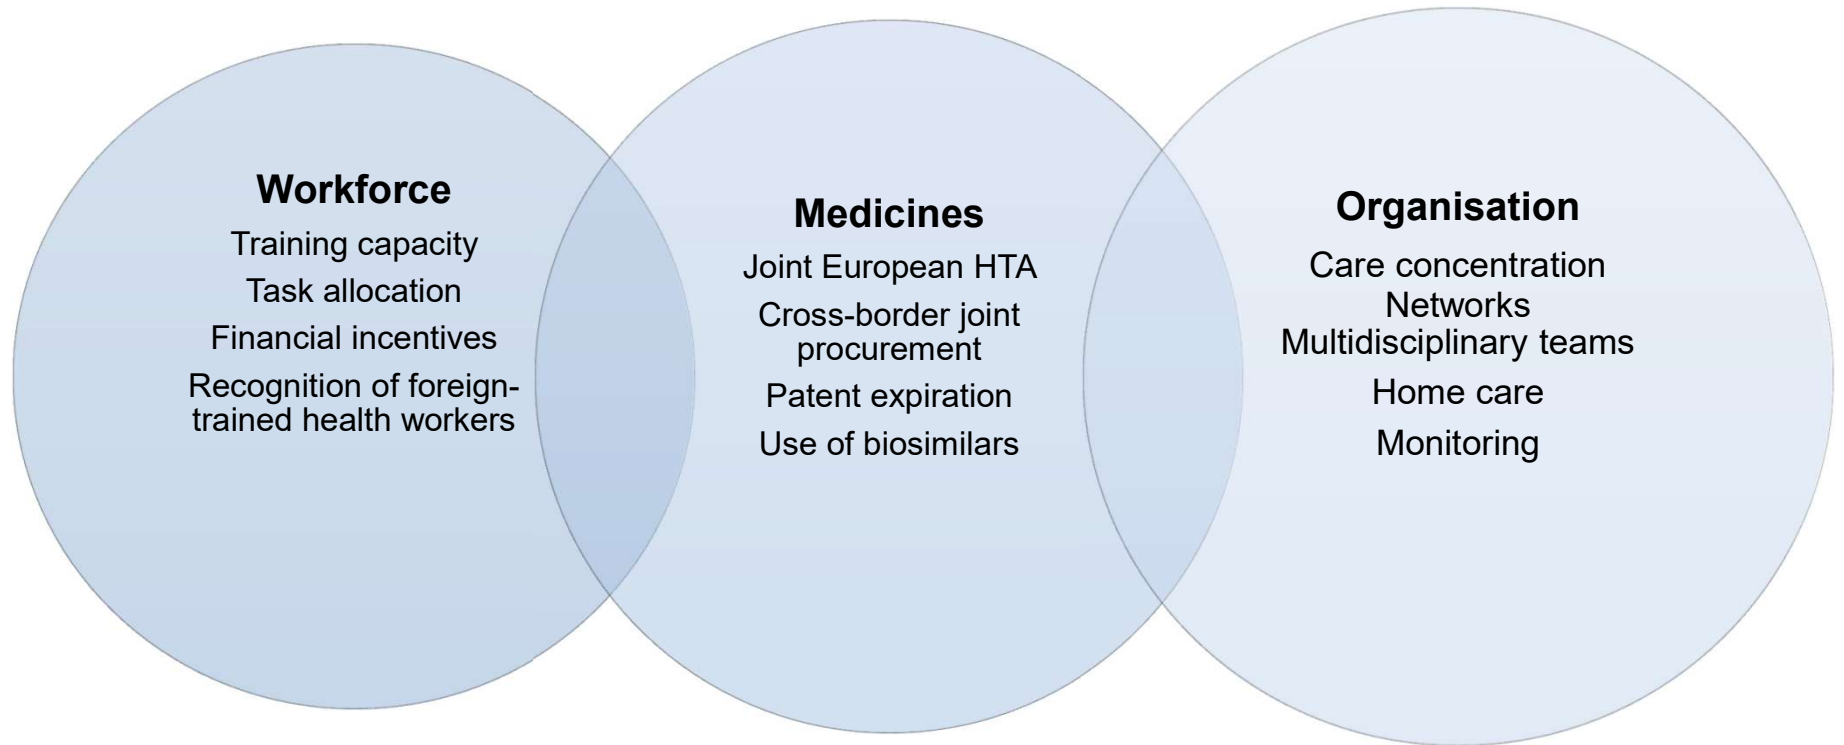 Workforce
Training capacity
Task allocation
Financial incentives
Recognition of foreign-
trained health workers
Medicines
Joint European HTA
Cross-border joint
procurement
Patent expiration
Use of biosimilars
Organisation
Care concentration
Networks
Multidisciplinary teams
Home care
Monitoring